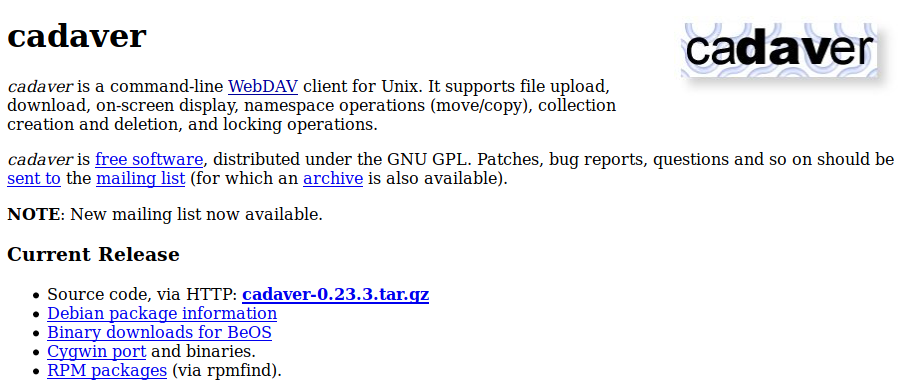 cadaver
cadaver
cadaver is a command-line WebDAV client for Unix. It supports file upload,
download, on-screen display, namespace operations (move/copy), collection
creation and deletion, and locking operations.
cadaver is free software, distributed under the GNU GPL. Patches, bug reports, questions and so on should be
sent to the mailing list (for which an archive is also available).
NOTE: New mailing list now available.
Current Release
Source code, via HTTP: cadaver-0.23.3.tar.gz
Debian package information
Binary downloads for BeOS
Cygwin port and binaries.
RPM packages (via rpmfind).